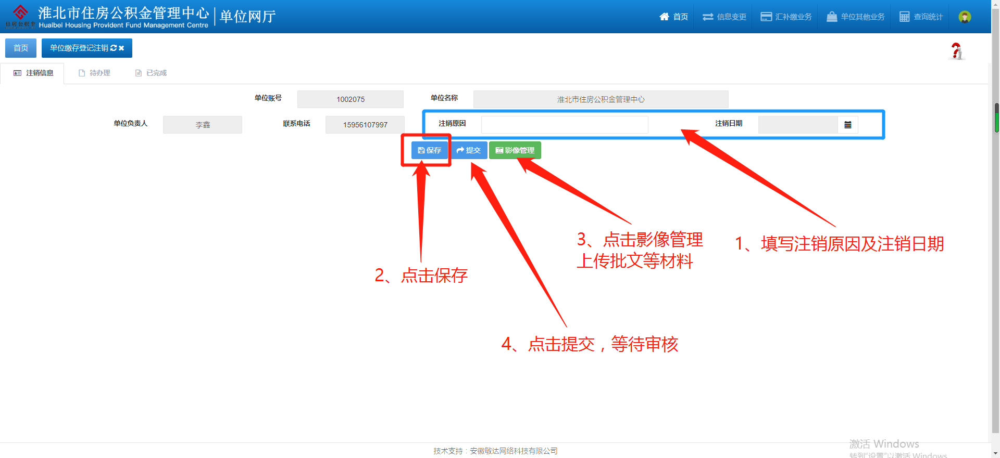 淮北市住房公积金管理中心
Huaibei Housing Provident Fund Management Centre
单位网厅
住房公积金
首页
信息变更
汇补缴业务
单位其他业务
查询统计
首页
单位缴存登记注销
注销信息
待办理
已完成
单位账号
1002075
单位名称
淮北市住房公积金管理中心
单位负责人
李鑫
联系电话
15956107997
注销原因
注销日期
保存
提交
影像管理
3、点击影像管理
上传批文等材料
1、填写注销原因及注销日期
2、点击保存
4、点击提交，等待审核
技术支持：安徽敏达网络科技有限公司
激活 Windows
转到"设置"以激活 Windows